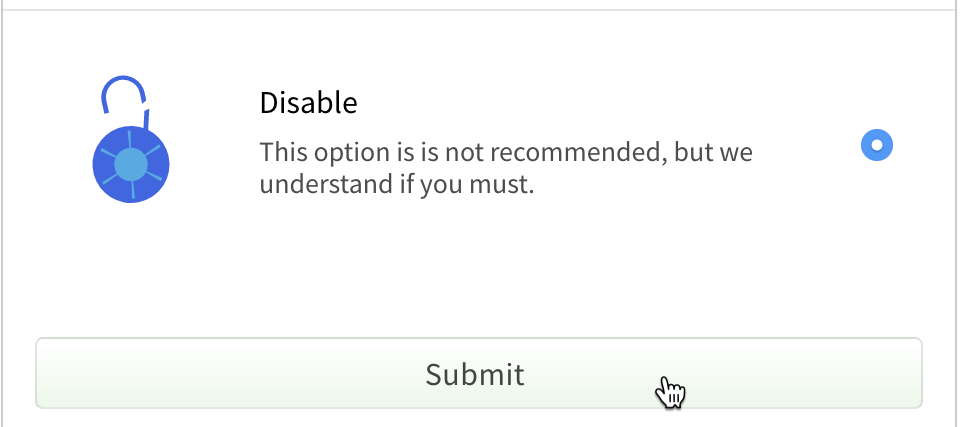 Disable
This option is is not recommended, but we
understand if you must.
Submit